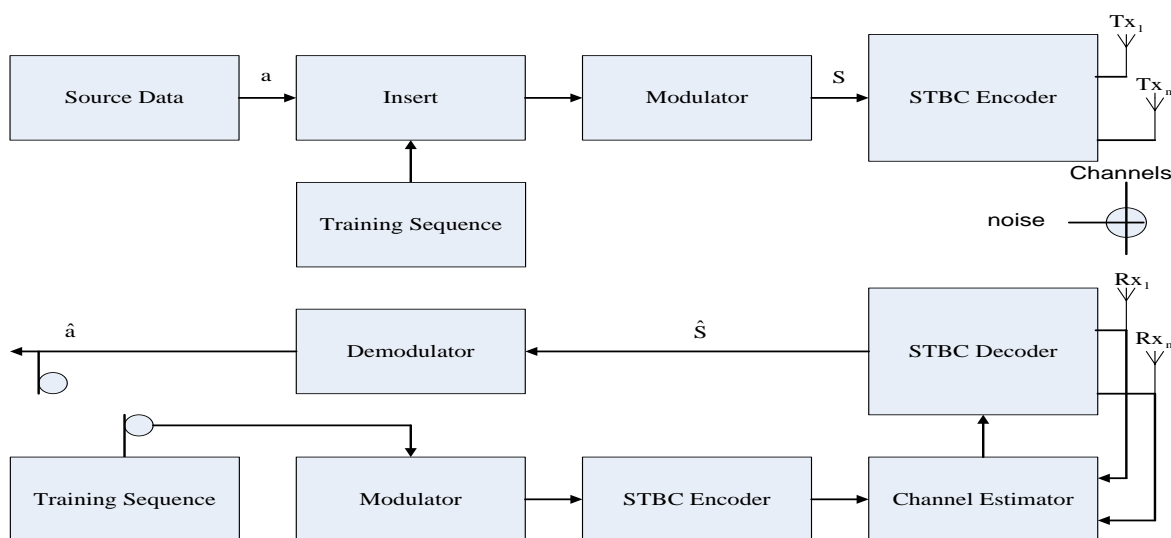 Tx1
a
S
Source Data
Insert
Modulator
STBC Encoder
Txn
Channels
Training Sequence
noise
Rx1
â
Ŝ
Demodulator
STBC Decoder
Rxn
Training Sequence
Modulator
STBC Encoder
Channel Estimator